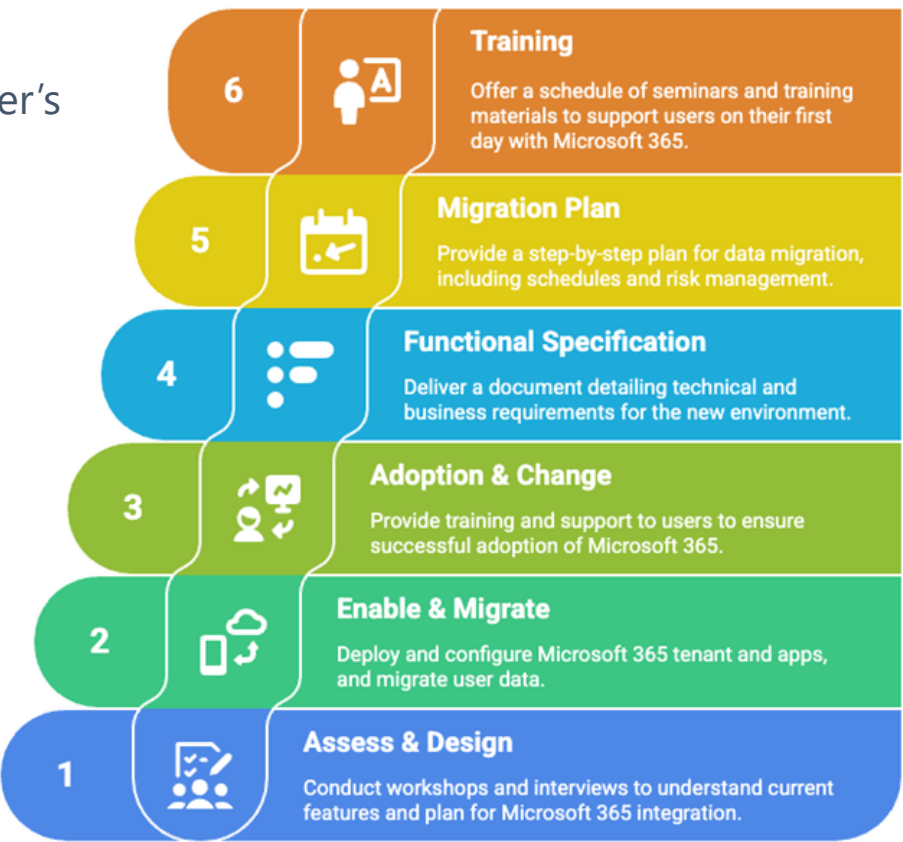 er’s
6
Training
Offer a schedule of seminars and training
materials to support users on their first
day with Microsoft 365.
A
5
Migration Plan
Provide a step-by-step plan for data migration,
including schedules and risk management.
4
Functional Specification
Deliver a document detailing technical and
business requirements for the new environment.
3
Adoption & Change
Provide training and support to users to ensure
successful adoption of Microsoft 365.
2
Enable & Migrate
Deploy and configure Microsoft 365 tenant and apps,
and migrate user data.
1
Assess & Design
Conduct workshops and interviews to understand current
features and plan for Microsoft 365 integration.